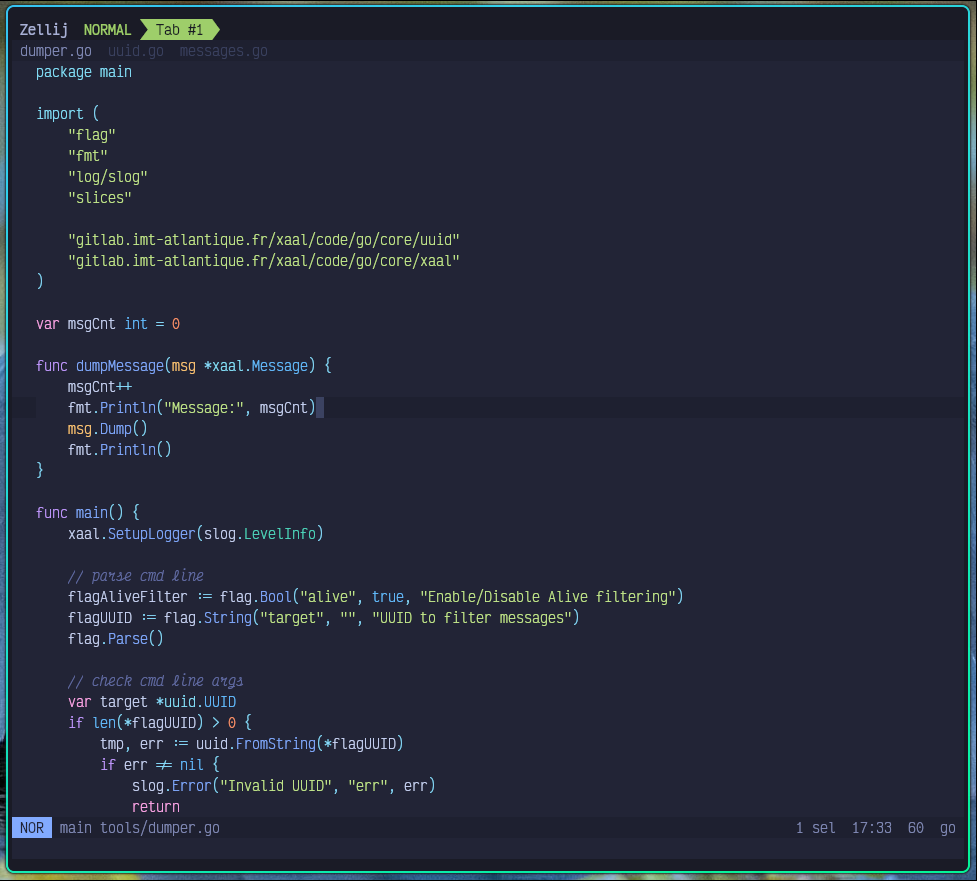 Zellij  NORMAL  Tab #1
dumper.go  uuid.go  messages.go
package main
import (
"flag"
"fmt"
"log/slog"
"slices"
"gitlab.imt-atlantique.fr/xaal/code/go/core/uuid"
"gitlab.imt-atlantique.fr/xaal/code/go/core/xaal"
)
var msgCnt int = 0
func dumpMessage(msg *xaal.Message) {
msgCnt++
fmt.Println("Message:", msgCnt)
msg.Dump()
fmt.Println()
}
func main() {
xaal.SetupLogger(slog.LevelInfo)
// parse cmd line
flagAliveFilter := flag.Bool("alive", true, "Enable/Disable Alive filtering")
flagUUID := flag.String("target", "", "UUID to filter messages")
flag.Parse()
// check cmd line args
var target *uuid.UUID
if len(*flagUUID) > 0 {
tmp, err := uuid.FromString(*flagUUID)
if err != nil {
slog.Error("Invalid UUID", "err", err)
return
NOR  main tools/dumper.go  1 sel  17:33  60  go